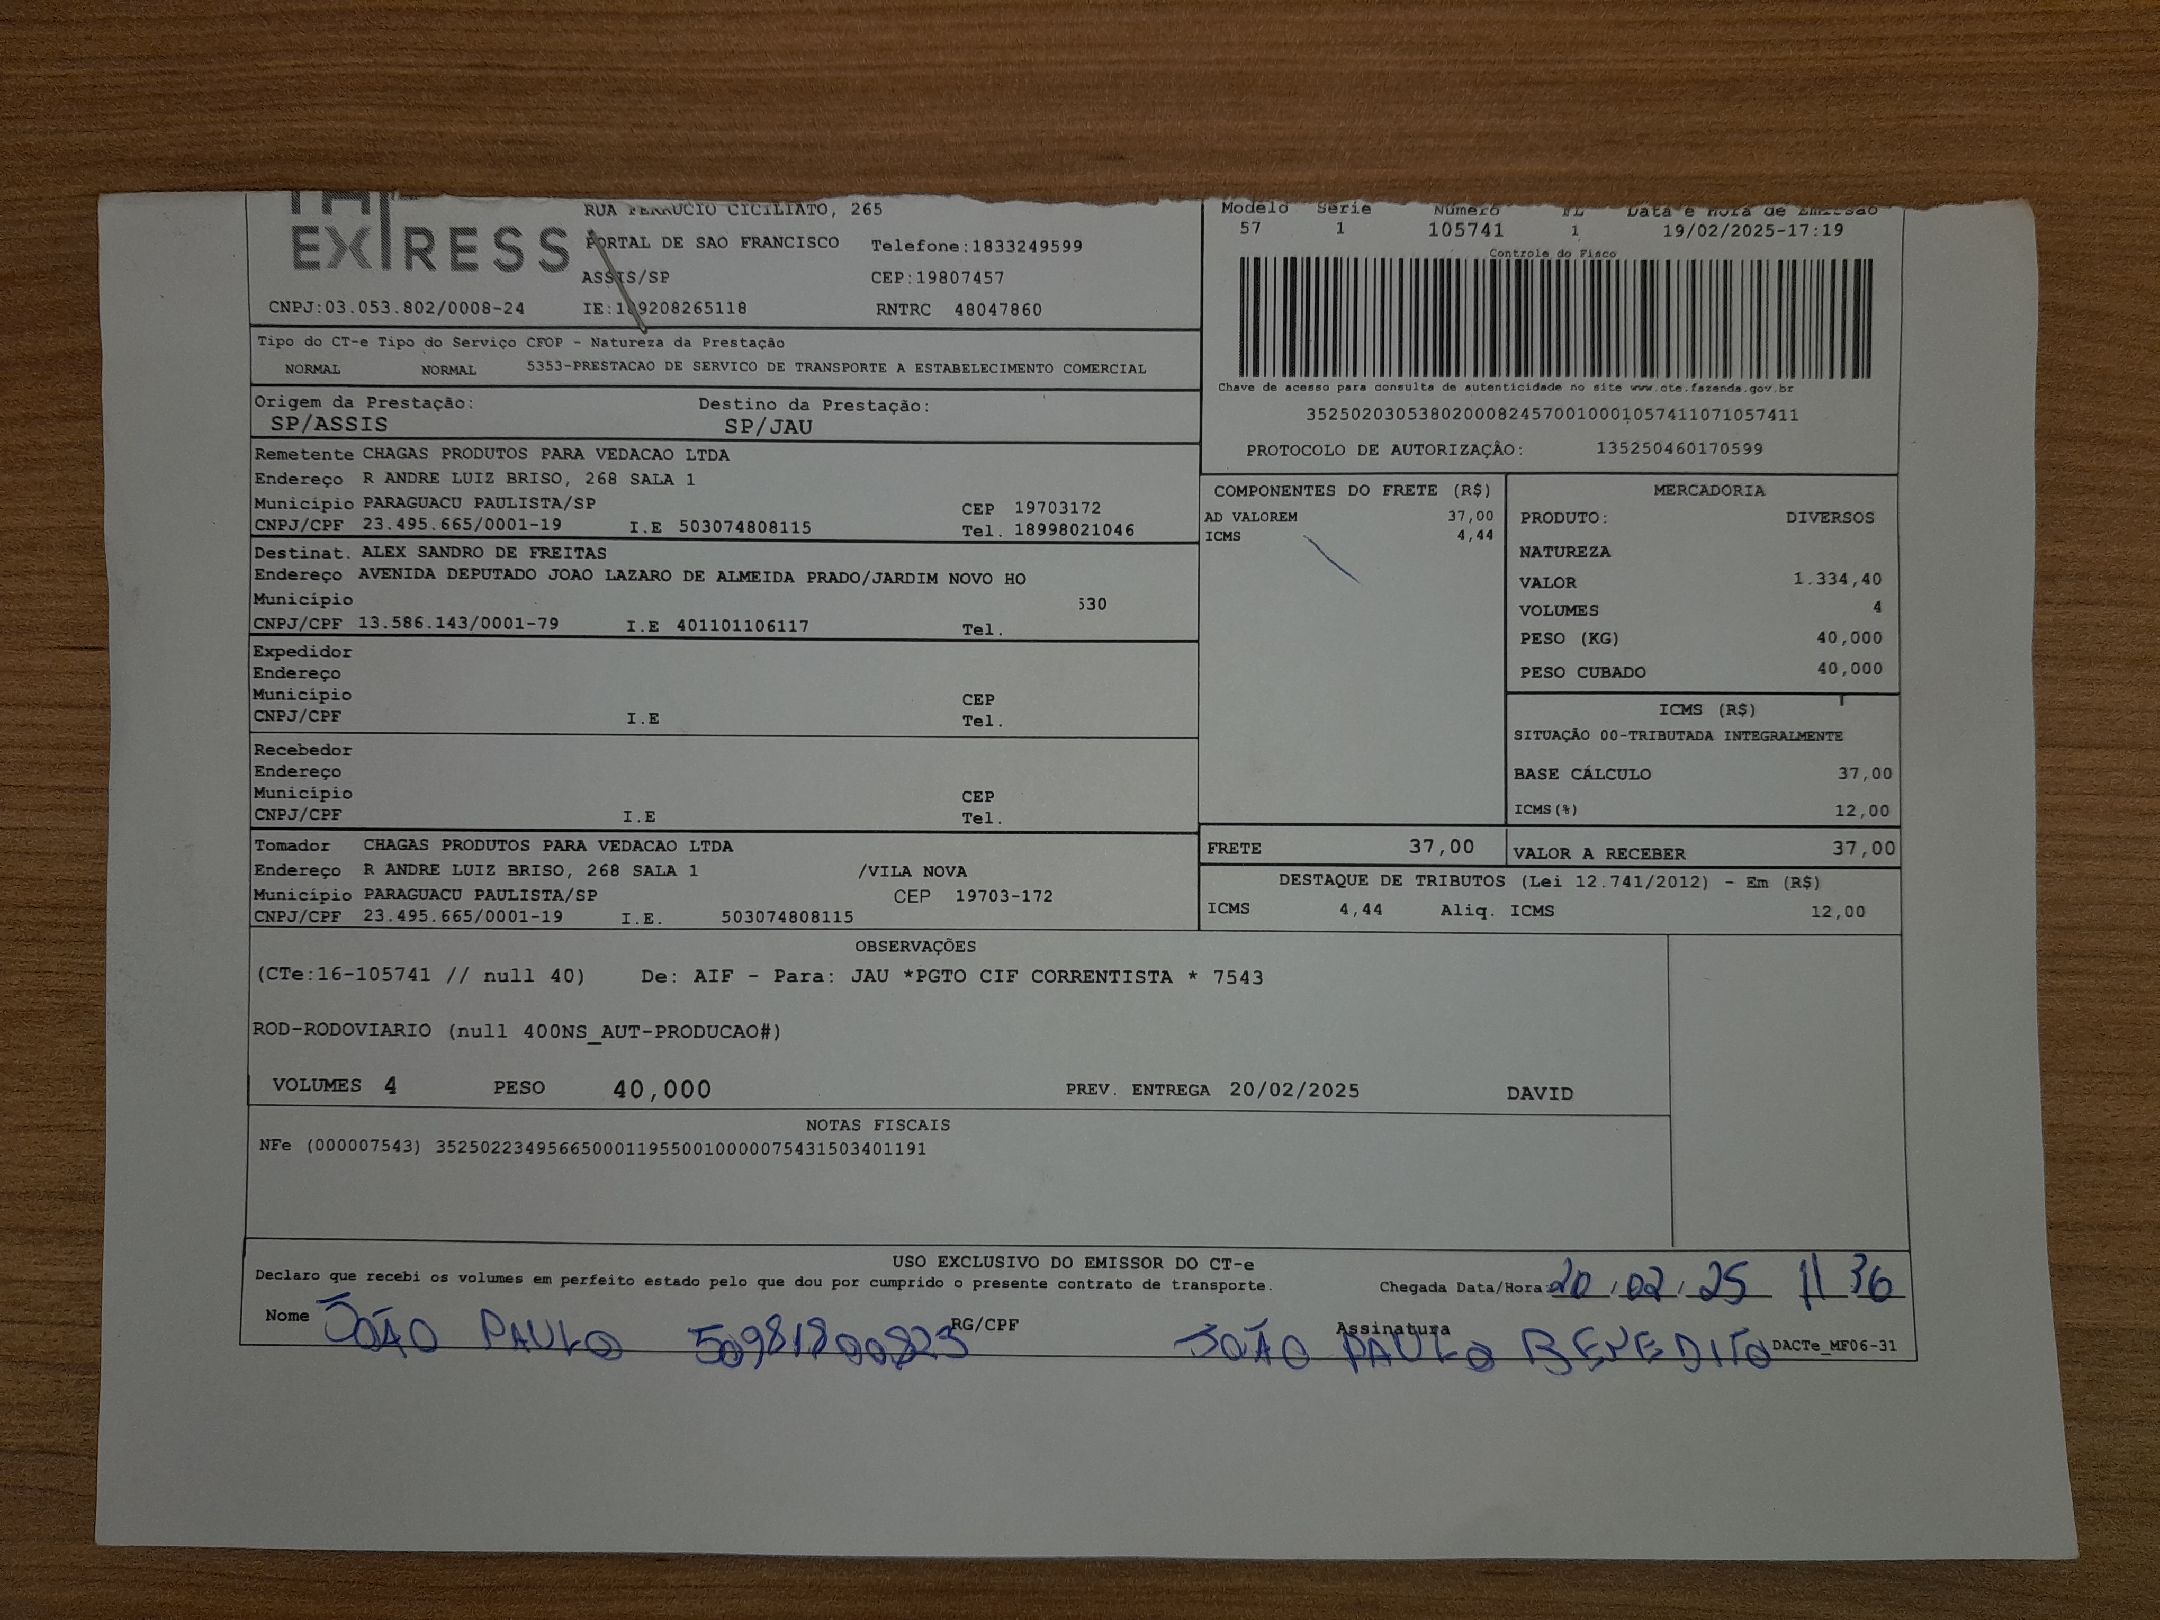 EXPRESS
RUA FERRUCIO CICILIATO, 265
PORTAL DE SAO FRANCISCO Telefone:1833249599
ASSIS/SP CEP:19807457
CNPJ:03.053.802/0008-24 IE:189208265118 RNTRC 48047860
Modelo Série Número FL Data e Hora de Emissão
57 1 105741 1 19/02/2025-17:19
Controle do Fisco
Chave de acesso para consulta de autenticidade no site www.cte.fazenda.gov.br
35250203053802000824570010001057411071057411
PROTOCOLO DE AUTORIZAÇÂO: 135250460170599
Tipo do CT-e Tipo do Serviço CFOP - Natureza da Prestação
NORMAL NORMAL 5353-PRESTACAO DE SERVICO DE TRANSPORTE A ESTABELECIMENTO COMERCIAL
Origem da Prestação: Destino da Prestação:
SP/ASSIS SP/JAU
Remetente CHAGAS PRODUTOS PARA VEDACAO LTDA
Endereço R ANDRE LUIZ BRISO, 268 SALA 1
Município PARAGUACU PAULISTA/SP CEP 19703172
CNPJ/CPF 23.495.665/0001-19 I.E 503074808115 Tel. 18998021046
Destinat. ALEX SANDRO DE FREITAS
Endereço AVENIDA DEPUTADO JOAO LAZARO DE ALMEIDA PRADO/JARDIM NOVO HO
Município 530
CNPJ/CPF 13.586.143/0001-79 I.E 401101106117 Tel.
Expedidor
Endereço
Município CEP
CNPJ/CPF I.E Tel.
Recebedor
Endereço
Município CEP
CNPJ/CPF I.E Tel.
Tomador CHAGAS PRODUTOS PARA VEDACAO LTDA
Endereço R ANDRE LUIZ BRISO, 268 SALA 1 /VILA NOVA
Município PARAGUACU PAULISTA/SP CEP 19703-172
CNPJ/CPF 23.495.665/0001-19 I.E. 503074808115
COMPONENTES DO FRETE (R$)
AD VALOREM 37,00
ICMS 4,44
MERCADORIA
PRODUTO: DIVERSOS
NATUREZA
VALOR 1.334,40
VOLUMES 4
PESO (KG) 40,000
PESO CUBADO 40,000
ICMS (R$)
SITUAÇÃO 00-TRIBUTADA INTEGRALMENTE
BASE CÁLCULO 37,00
ICMS(%) 12,00
FRETE 37,00 VALOR A RECEBER 37,00
DESTAQUE DE TRIBUTOS (Lei 12.741/2012) - Em (R$)
ICMS 4,44 Aliq. ICMS 12,00
OBSERVAÇÕES
(CTe:16-105741 // null 40) De: AIF - Para: JAU *PGTO CIF CORRENTISTA * 7543
ROD-RODOVIARIO (null 400NS_AUT-PRODUCAO#)
VOLUMES 4 PESO 40,000 PREV. ENTREGA 20/02/2025 DAVID
NOTAS FISCAIS
NFe (000007543) 35250223495665000119550010000075431503401191
USO EXCLUSIVO DO EMISSOR DO CT-e
Declaro que recebi os volumes em perfeito estado pelo que dou por cumprido o presente contrato de transporte. Chegada Data/Hora 20/02/25 11 36
Nome JOÃO PAULO 50981800823 RG/CPF Assinatura JOÃO PAULO BENEDITO DACTe_MF06-31